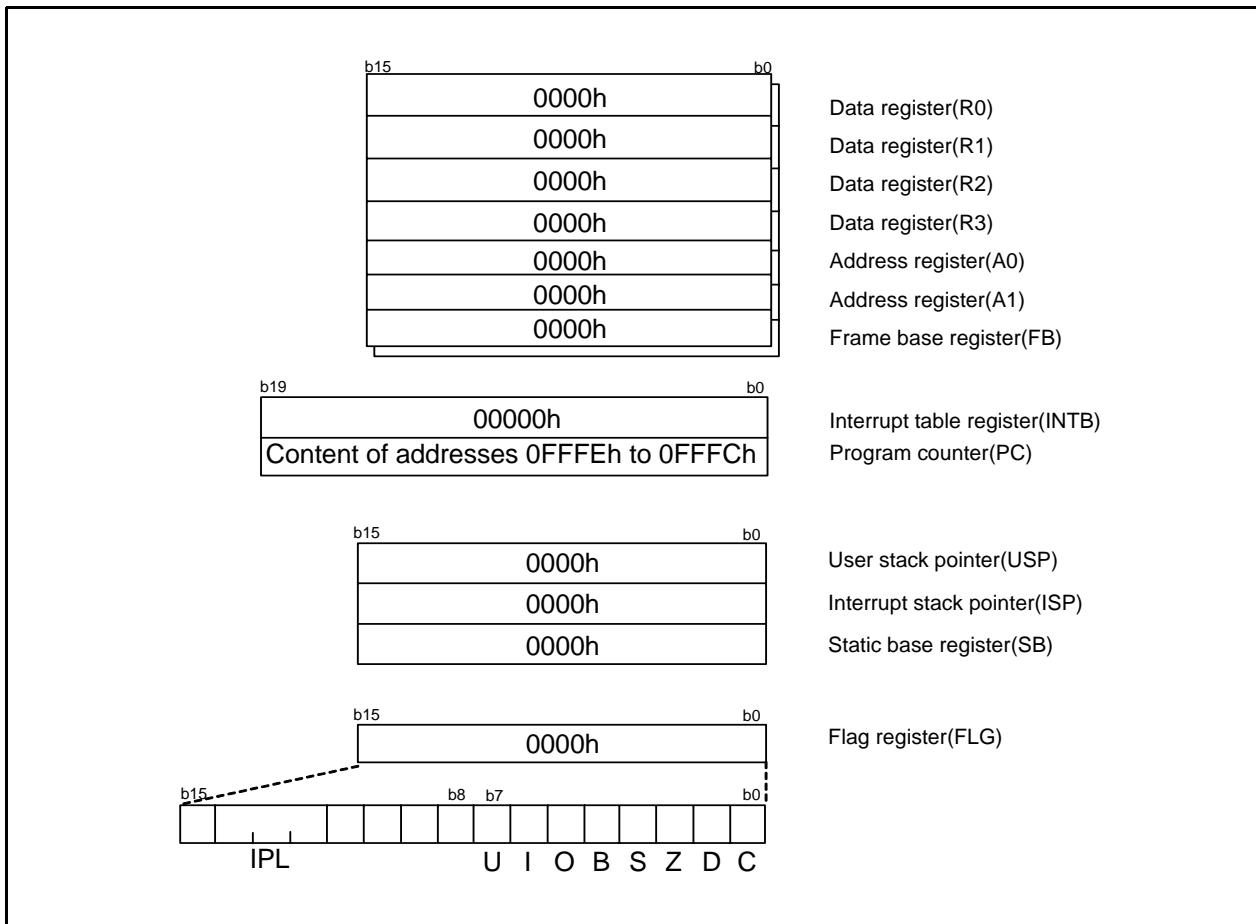 b15 b0
0000h Data register(R0)
0000h Data register(R1)
0000h Data register(R2)
0000h Data register(R3)
0000h Address register(A0)
0000h Address register(A1)
0000h Frame base register(FB)
b19 b0
00000h Interrupt table register(INTB)
Content of addresses 0FFFEh to 0FFFCh Program counter(PC)
b15 b0
0000h User stack pointer(USP)
0000h Interrupt stack pointer(ISP)
0000h Static base register(SB)
b15 b0
0000h Flag register(FLG)
b15 b8 b7 b0
IPL U I O B S Z D C